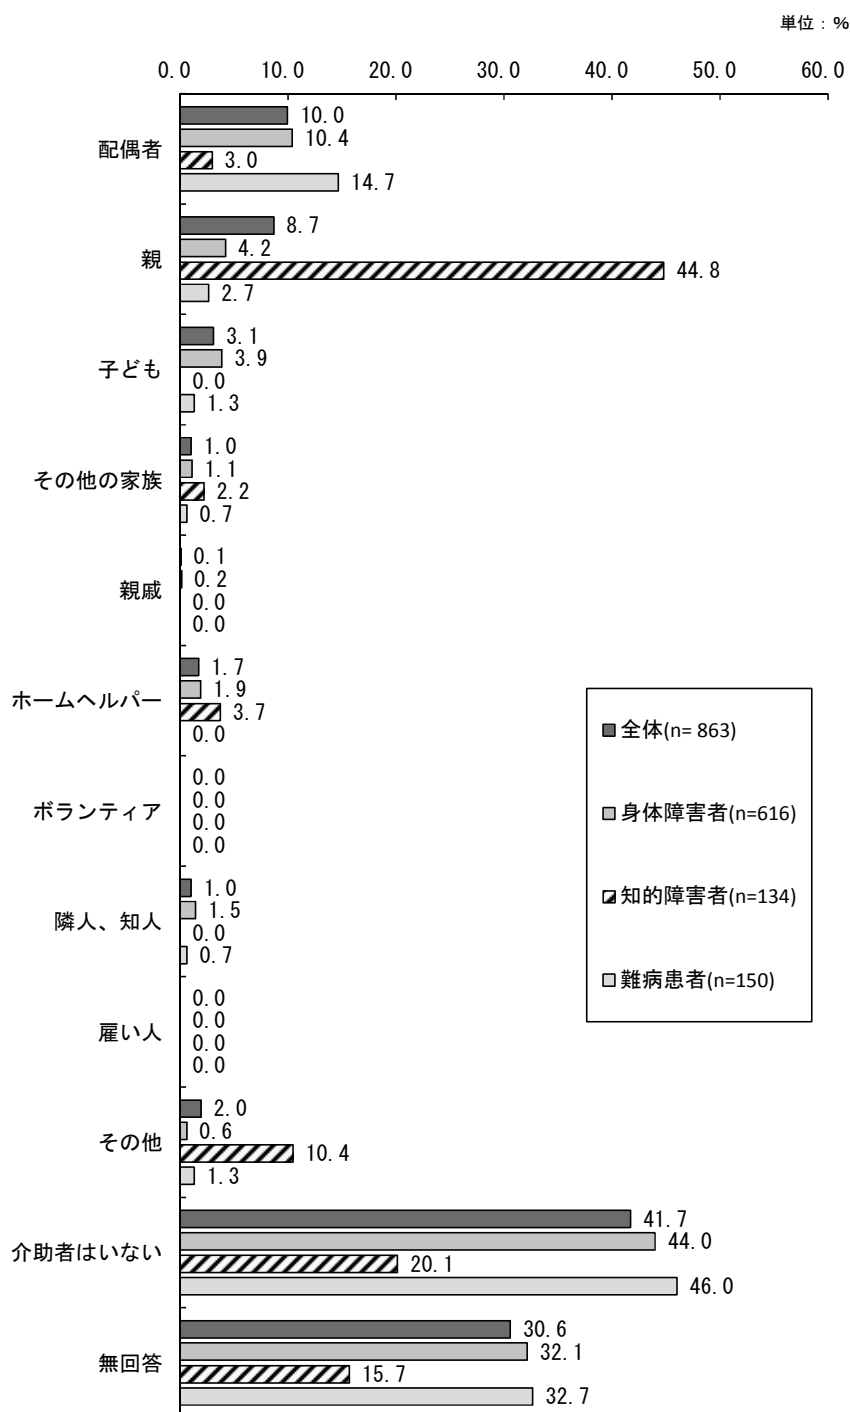 単位：%
0.0 10.0 20.0 30.0 40.0 50.0 60.0
配偶者
10.0
10.4
3.0
14.7
親
8.7
4.2
44.8
2.7
子ども
3.1
3.9
0.0
1.3
その他の家族
1.0
1.1
2.2
0.7
親戚
0.1
0.2
0.0
0.0
ホームヘルパー
1.7
1.9
3.7
0.0
ボランティア
0.0
0.0
0.0
0.0
隣人、知人
1.0
1.5
0.0
0.7
雇い人
0.0
0.0
0.0
0.0
その他
2.0
0.6
10.4
1.3
介助者はいない
41.7
44.0
20.1
46.0
無回答
30.6
32.1
15.7
32.7
全体(n= 863)
身体障害者(n=616)
知的障害者(n=134)
難病患者(n=150)